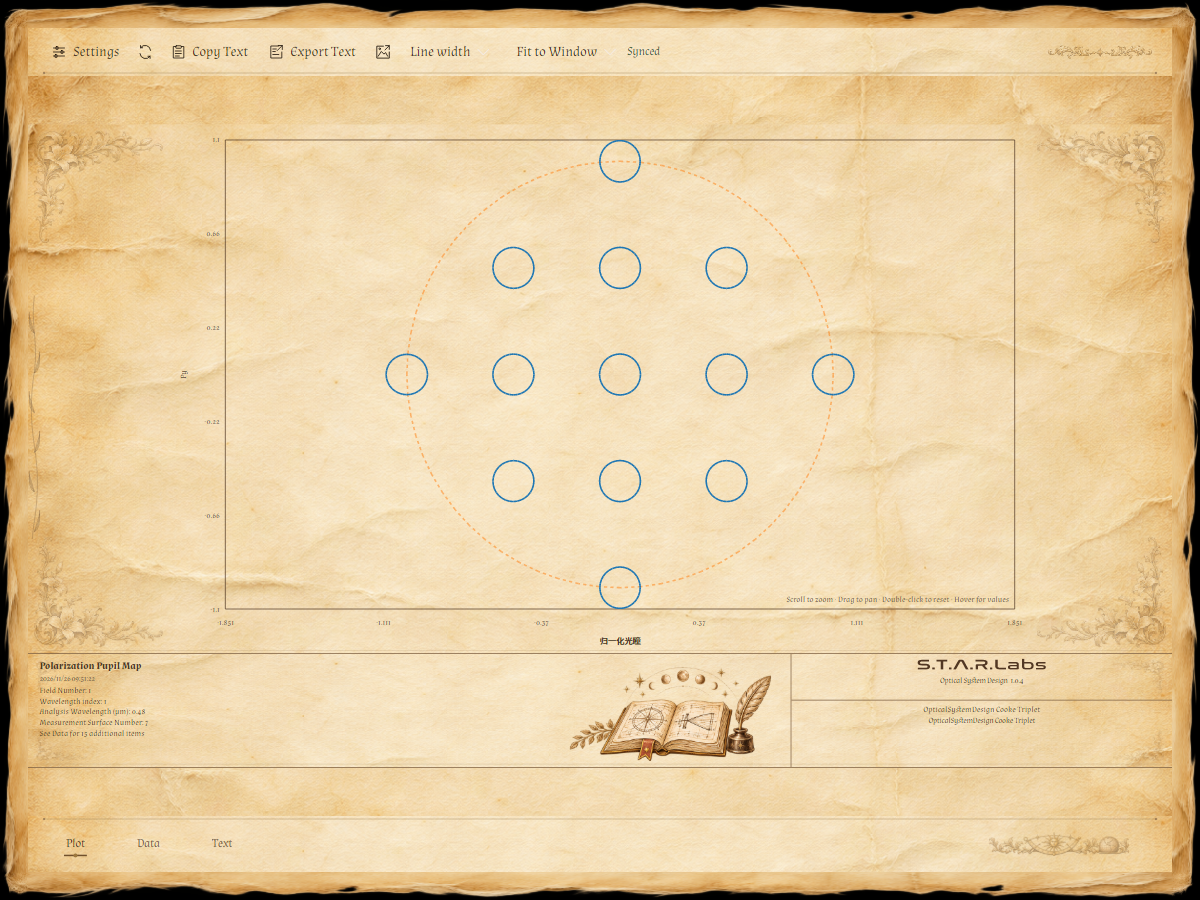 Settings
Copy Text
Export Text
Line width
Fit to Window
Synced
1.1
0.66
0.22
Py
-0.22
-0.66
-1.1
Scroll to zoom · Drag to pan · Double-click to reset · Hover for values
-1.851
-1.111
-0.37
0.37
1.111
1.851
归一化光瞳
Polarization Pupil Map
2026/11/26 09:51:22
Field Number: 1
Wavelength index: 1
Analysis Wavelength (μm): 0.48
Measurement Surface Number: 7
See Data for 13 additional items
S.T.A.R.Labs
Optical System Design 1.0.4
OpticalSystemDesign Cooke Triplet
OpticalSystemDesign Cooke Triplet
Plot
Data
Text